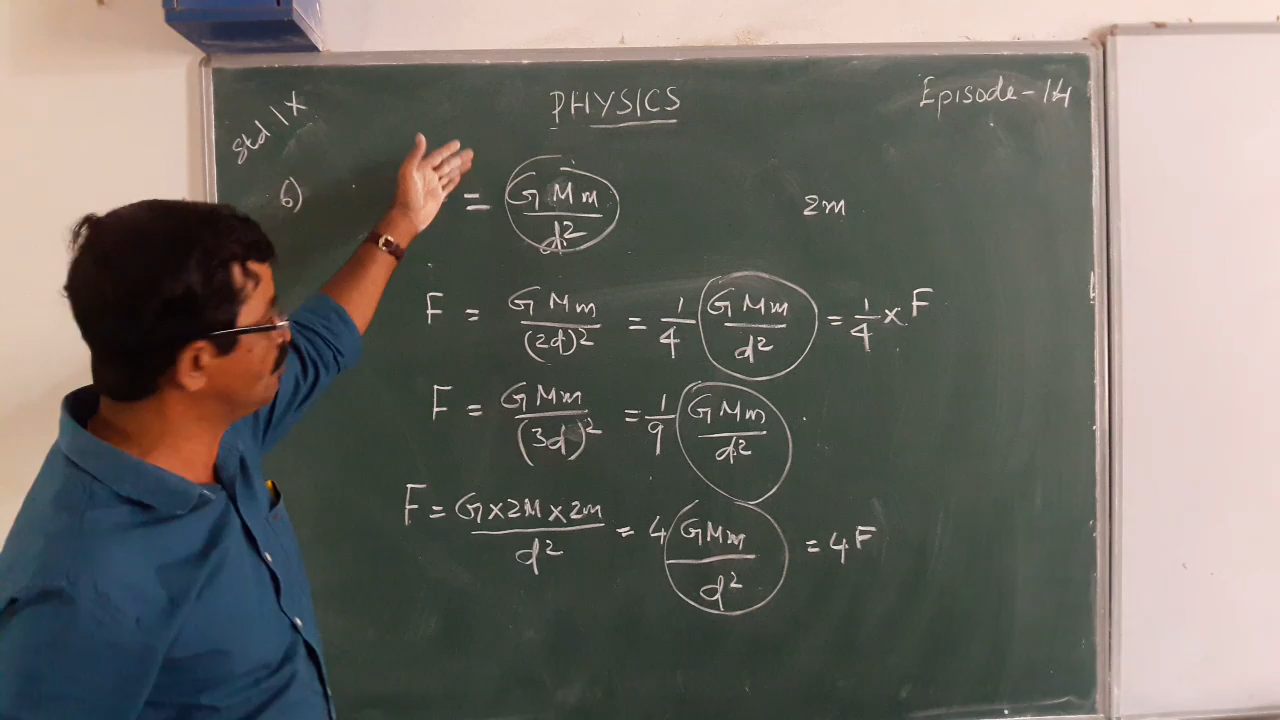 PHYSICS
Episode-14
Std IX
6)
= GMm/d²
2m
F = GMm/(2d)² = 1/4 GMm/d² = 1/4 × F
F = GMm/(3d)² = 1/9 GMm/d²
F = G×2M×2m/d² = 4 GMm/d² = 4F